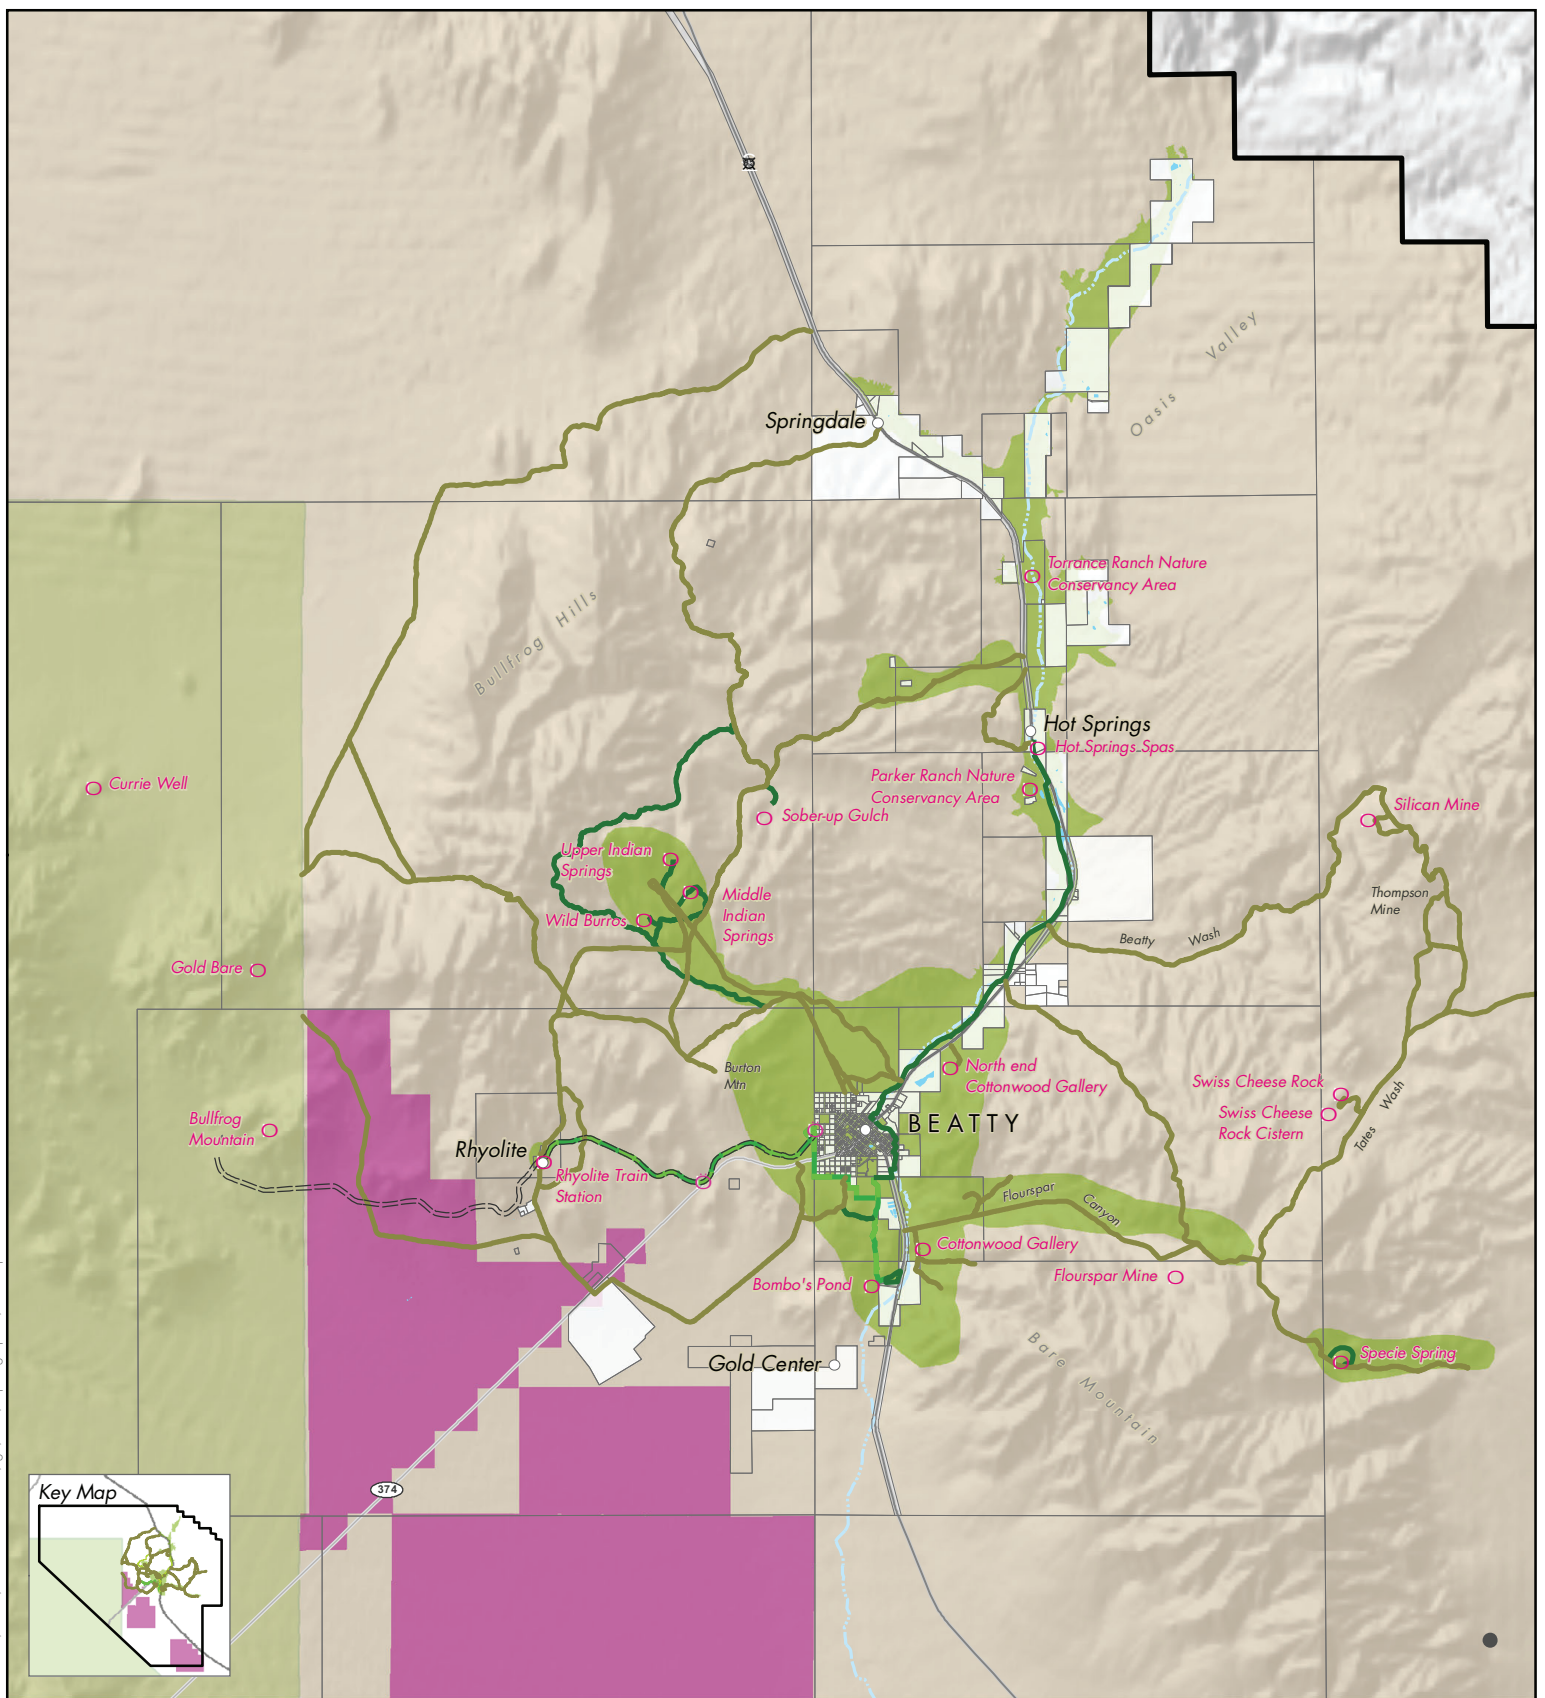 Oasis Valley
Springdale
Torrance Ranch Nature
Conservancy Area
Bullfrog Hills
Hot Springs
Hot Springs Spas
Parker Ranch Nature
Conservancy Area
Currie Well
Sober-up Gulch
Silican Mine
Upper Indian
Springs
Thompson
Mine
Middle
Indian
Springs
Wild Burros
Beatty Wash
Gold Bare
Burton
Mtn
North end
Cottonwood Gallery
Swiss Cheese Rock
Swiss Cheese
Rock Cistern
Tates Wash
Bullfrog
Mountain
BEATTY
Rhyolite
Rhyolite Train
Station
Flourspar Canyon
Cottonwood Gallery
Bombo's Pond
Flourspar Mine
Bare Mountain
Specie Spring
Gold Center
374
Key Map